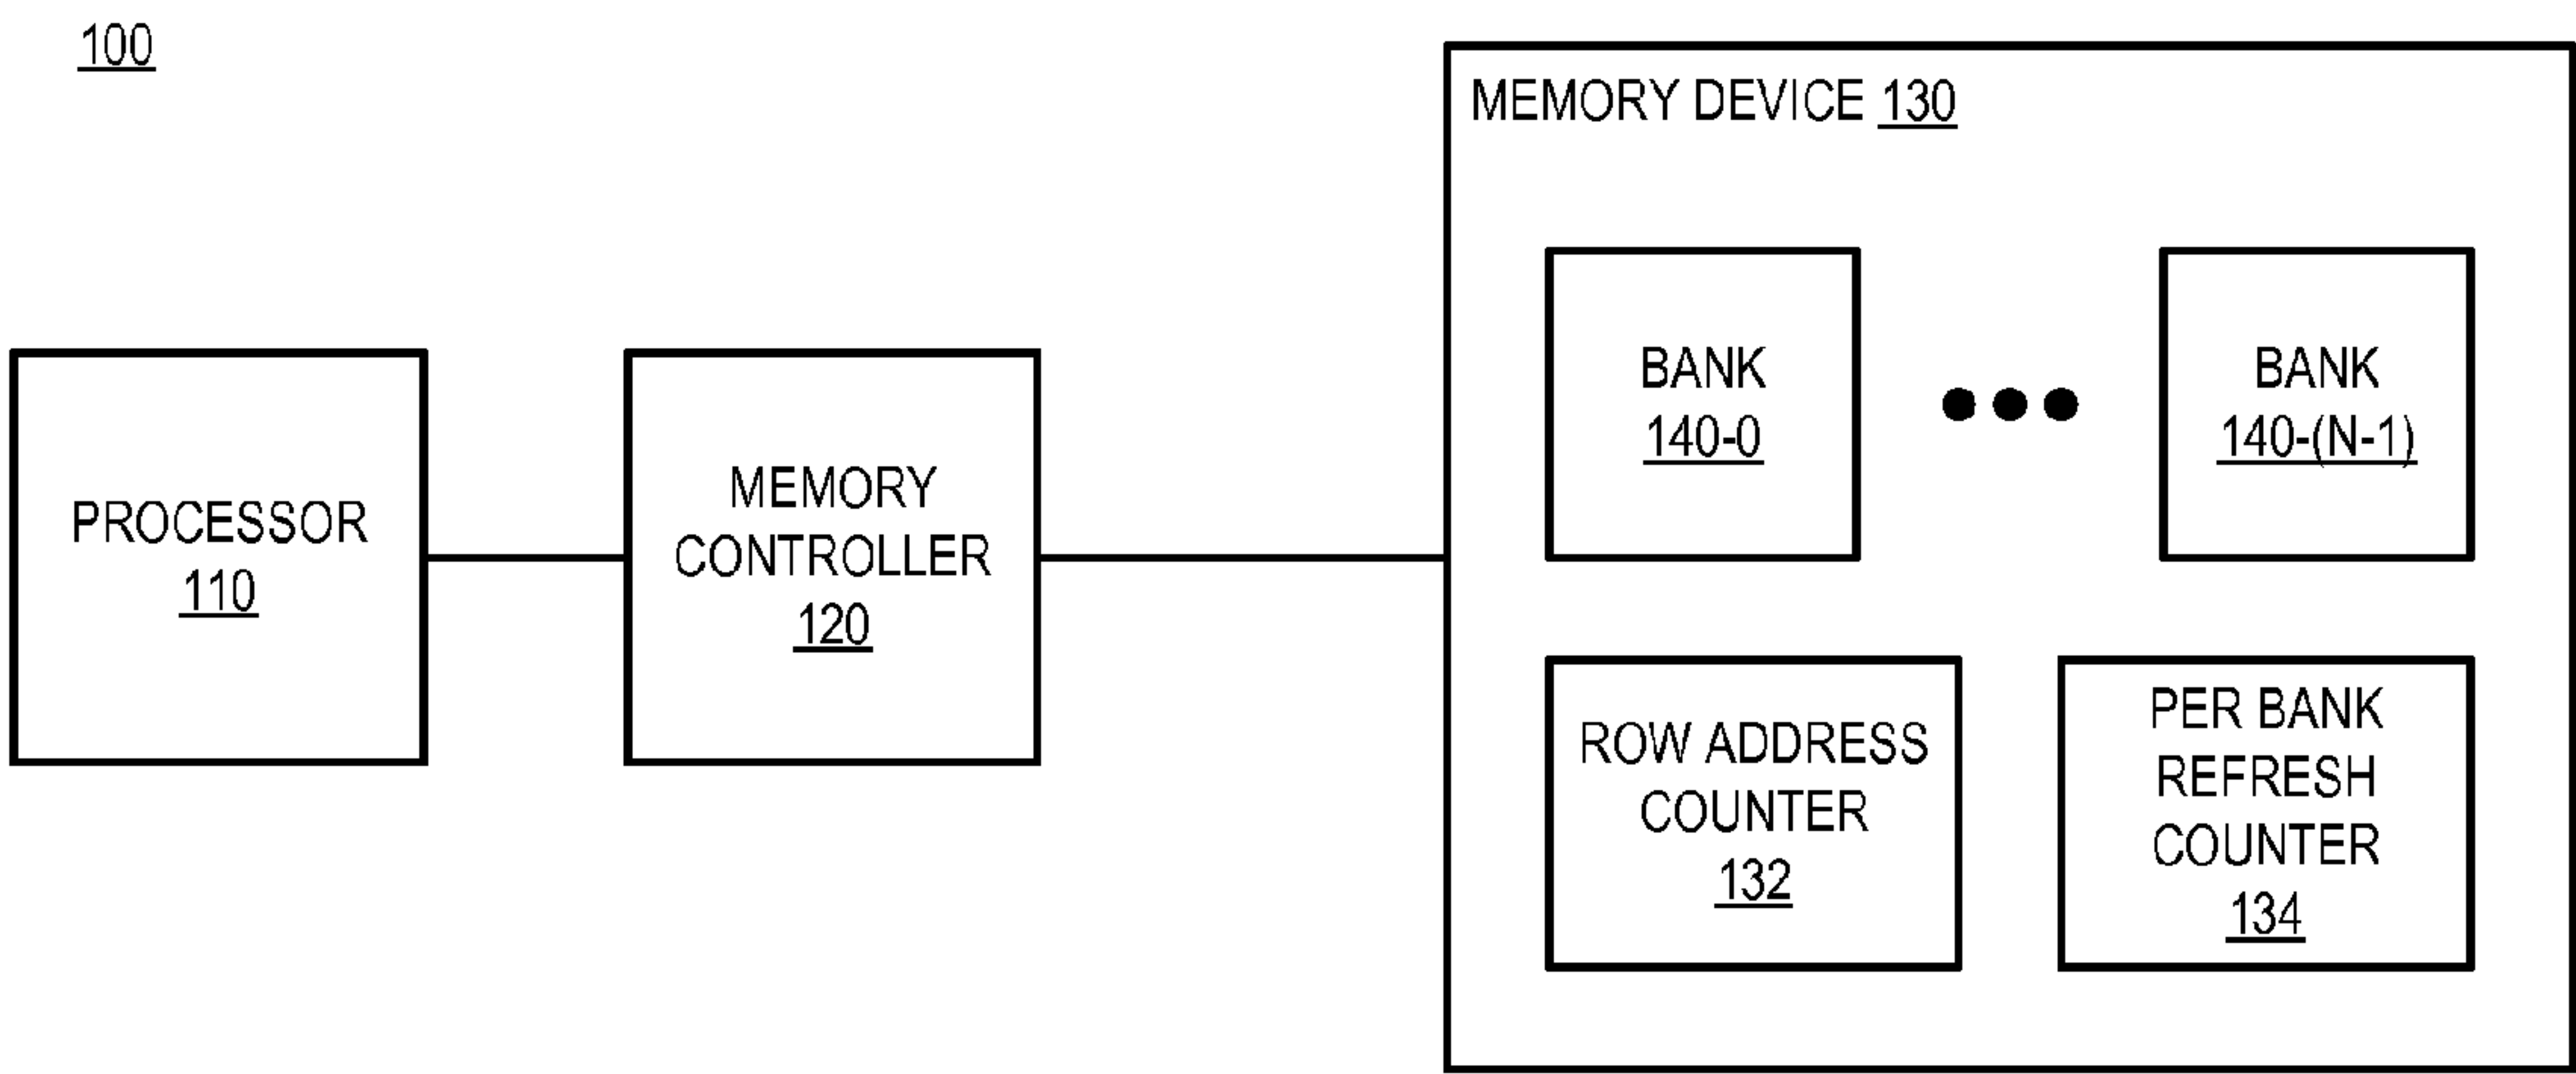 100
MEMORY DEVICE 130
BANK
140-0
BANK
140-(N-1)
PROCESSOR
110
MEMORY
CONTROLLER
120
ROW ADDRESS
COUNTER
132
PER BANK
REFRESH
COUNTER
134